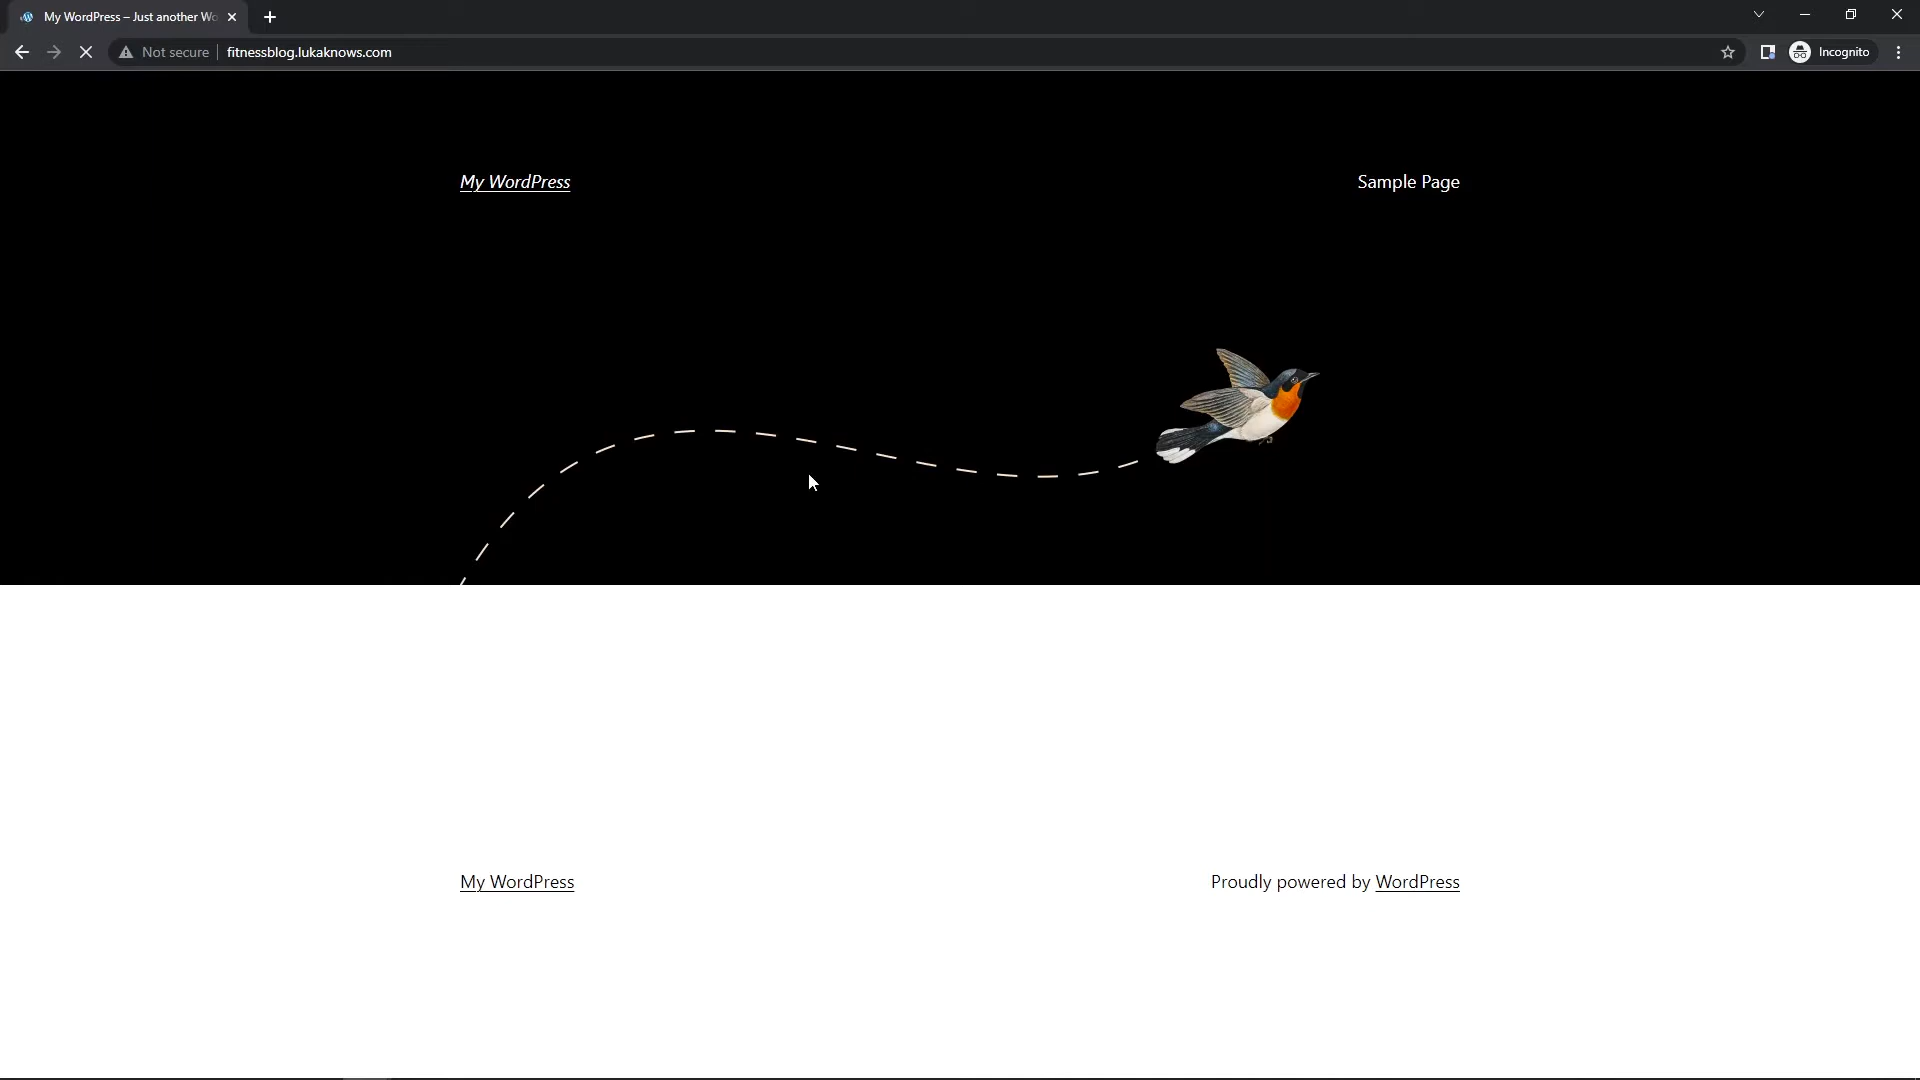 My WordPress – Just another Wo
Not secure fitnessblog.lukaknows.com
Incognito
My WordPress
Sample Page
My WordPress
Proudly powered by WordPress